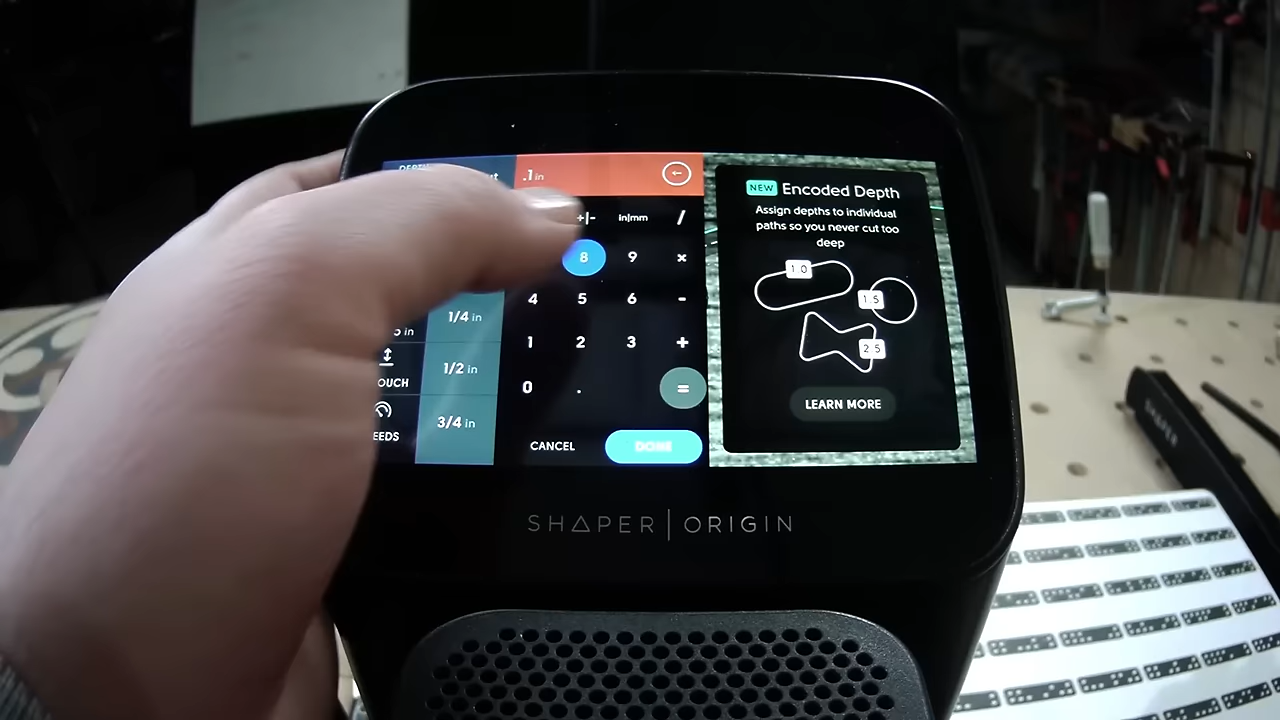 .1 in
+|-
in|mm
/
8
9
x
4
5
6
-
1
2
3
+
0
.
=
CANCEL
DONE
1/4 in
1/2 in
3/4 in
NEW Encoded Depth
Assign depths to individual
paths so you never cut too
deep
1.0
1.5
2.5
LEARN MORE
SHAPER | ORIGIN
SHAPER